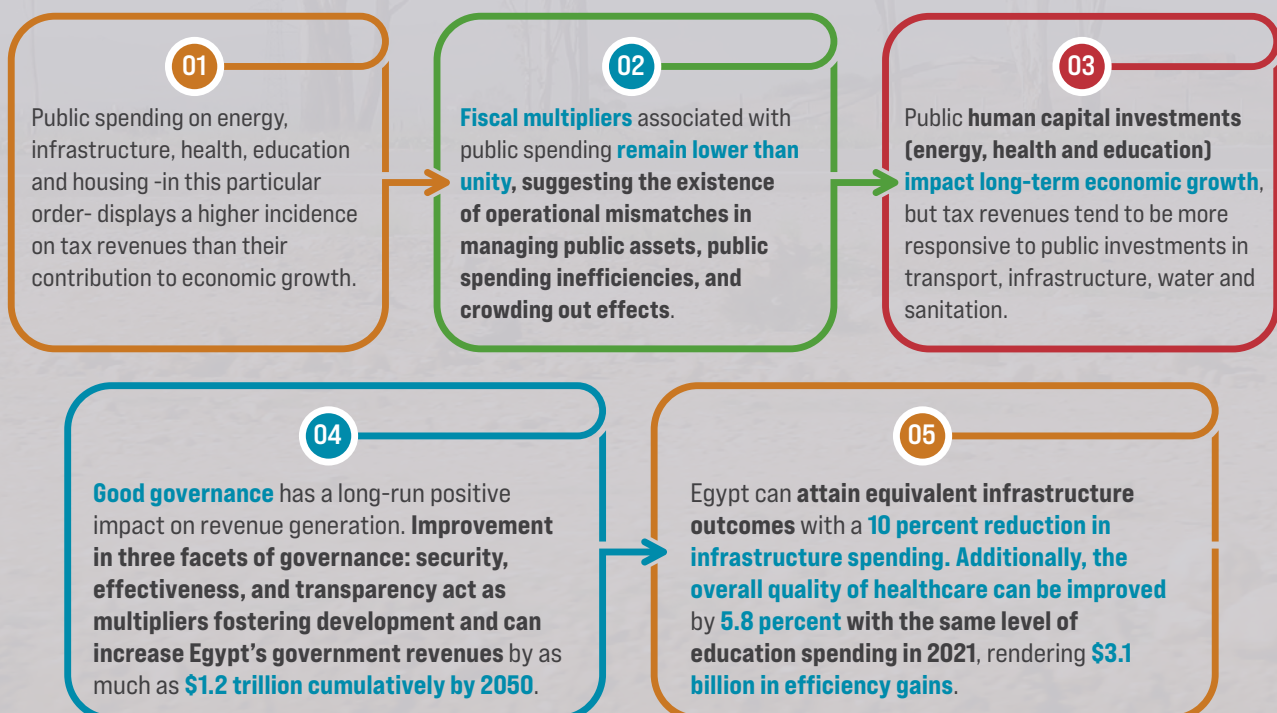 01
Public spending on energy,
infrastructure, health, education
and housing -in this particular
order- displays a higher incidence
on tax revenues than their
contribution to economic growth.
02
Fiscal multipliers associated with
public spending remain lower than
unity, suggesting the existence
of operational mismatches in
managing public assets, public
spending inefficiencies, and
crowding out effects.
03
Public human capital investments
(energy, health and education)
impact long-term economic growth,
but tax revenues tend to be more
responsive to public investments in
transport, infrastructure, water and
sanitation.
04
Good governance has a long-run positive
impact on revenue generation. Improvement
in three facets of governance: security,
effectiveness, and transparency act as
multipliers fostering development and can
increase Egypt's government revenues by as
much as $1.2 trillion cumulatively by 2050.
05
Egypt can attain equivalent infrastructure
outcomes with a 10 percent reduction in
infrastructure spending. Additionally, the
overall quality of healthcare can be improved
by 5.8 percent with the same level of
education spending in 2021, rendering $3.1
billion in efficiency gains.